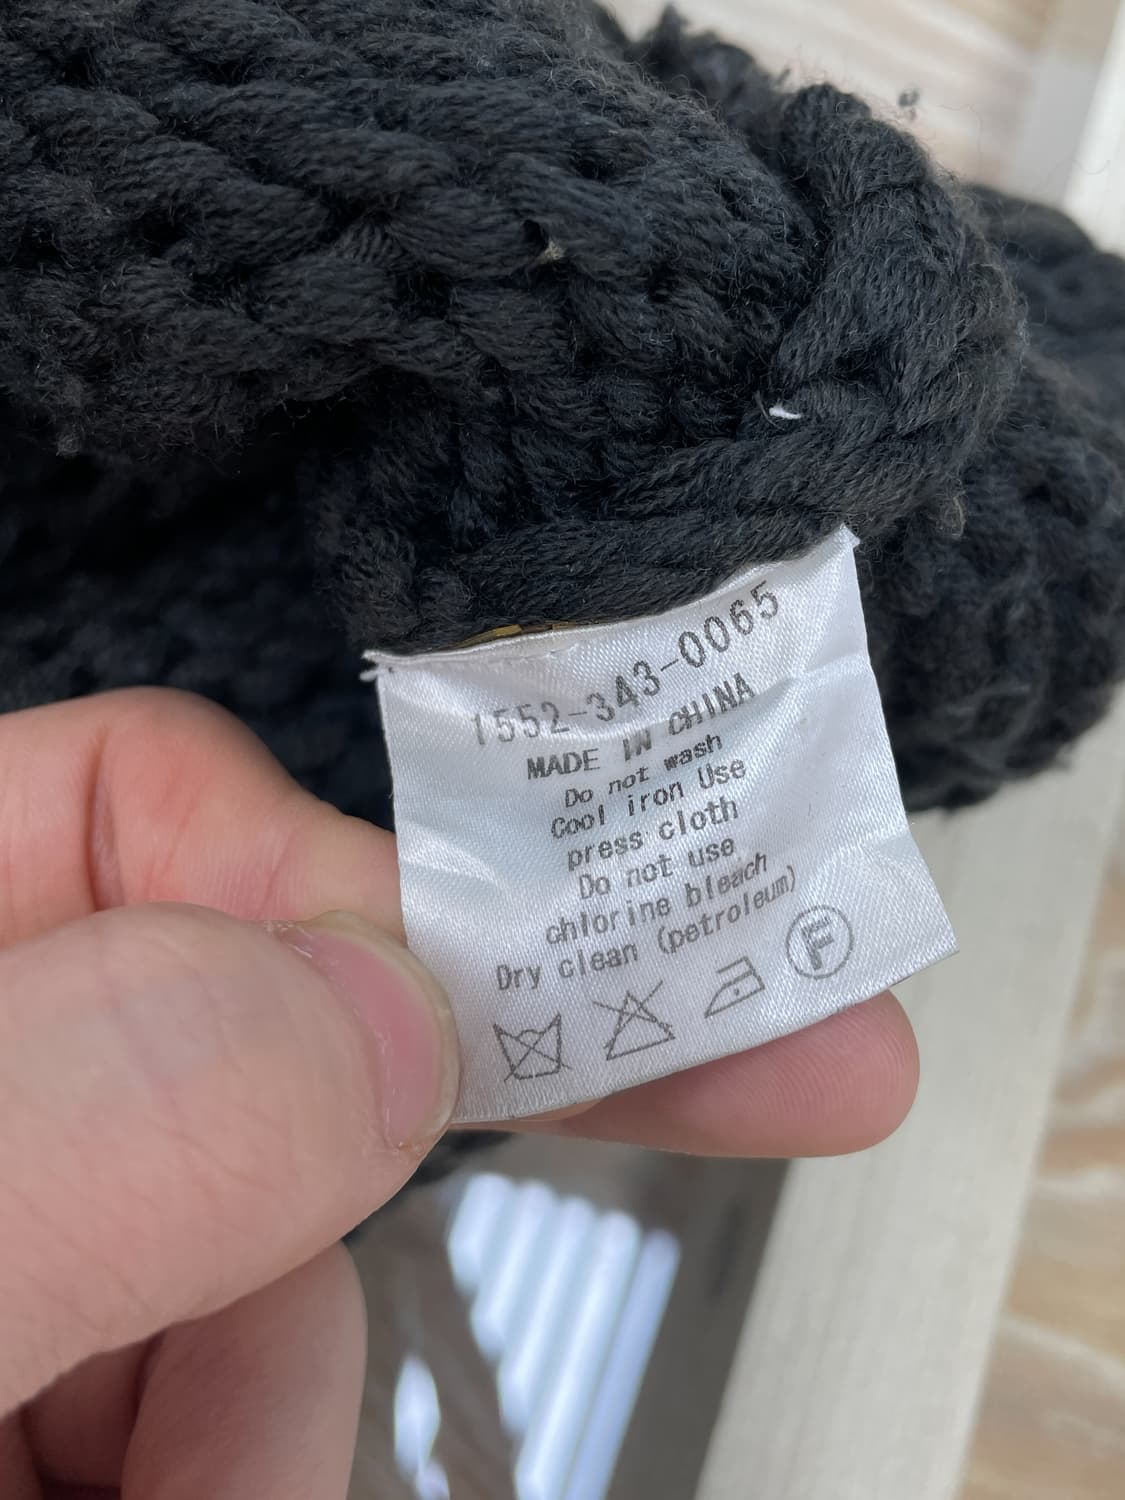 1552-343-0065
MADE IN CHINA
Do not wash
Cool iron Use
press cloth
Do not use
chlorine bleach
Dry clean (petroleum)
F